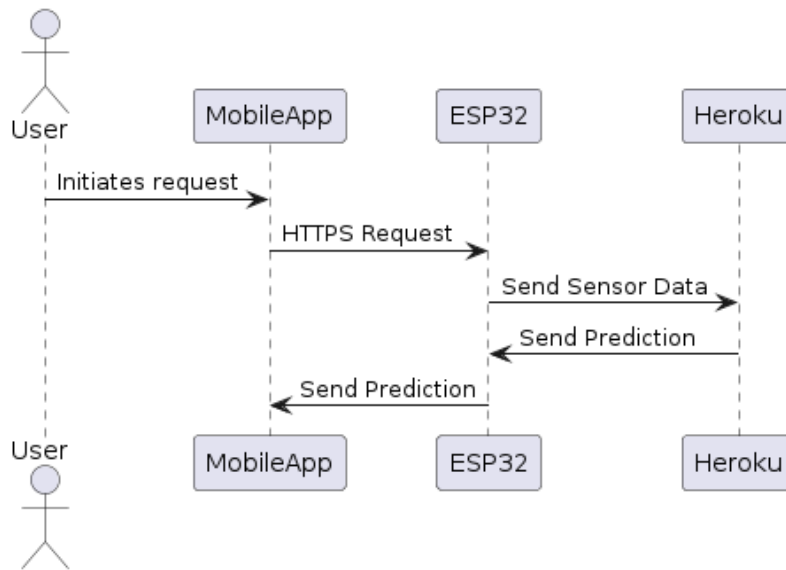 User
MobileApp
ESP32
Heroku
Initiates request
HTTPS Request
Send Sensor Data
Send Prediction
Send Prediction
User
MobileApp
ESP32
Heroku